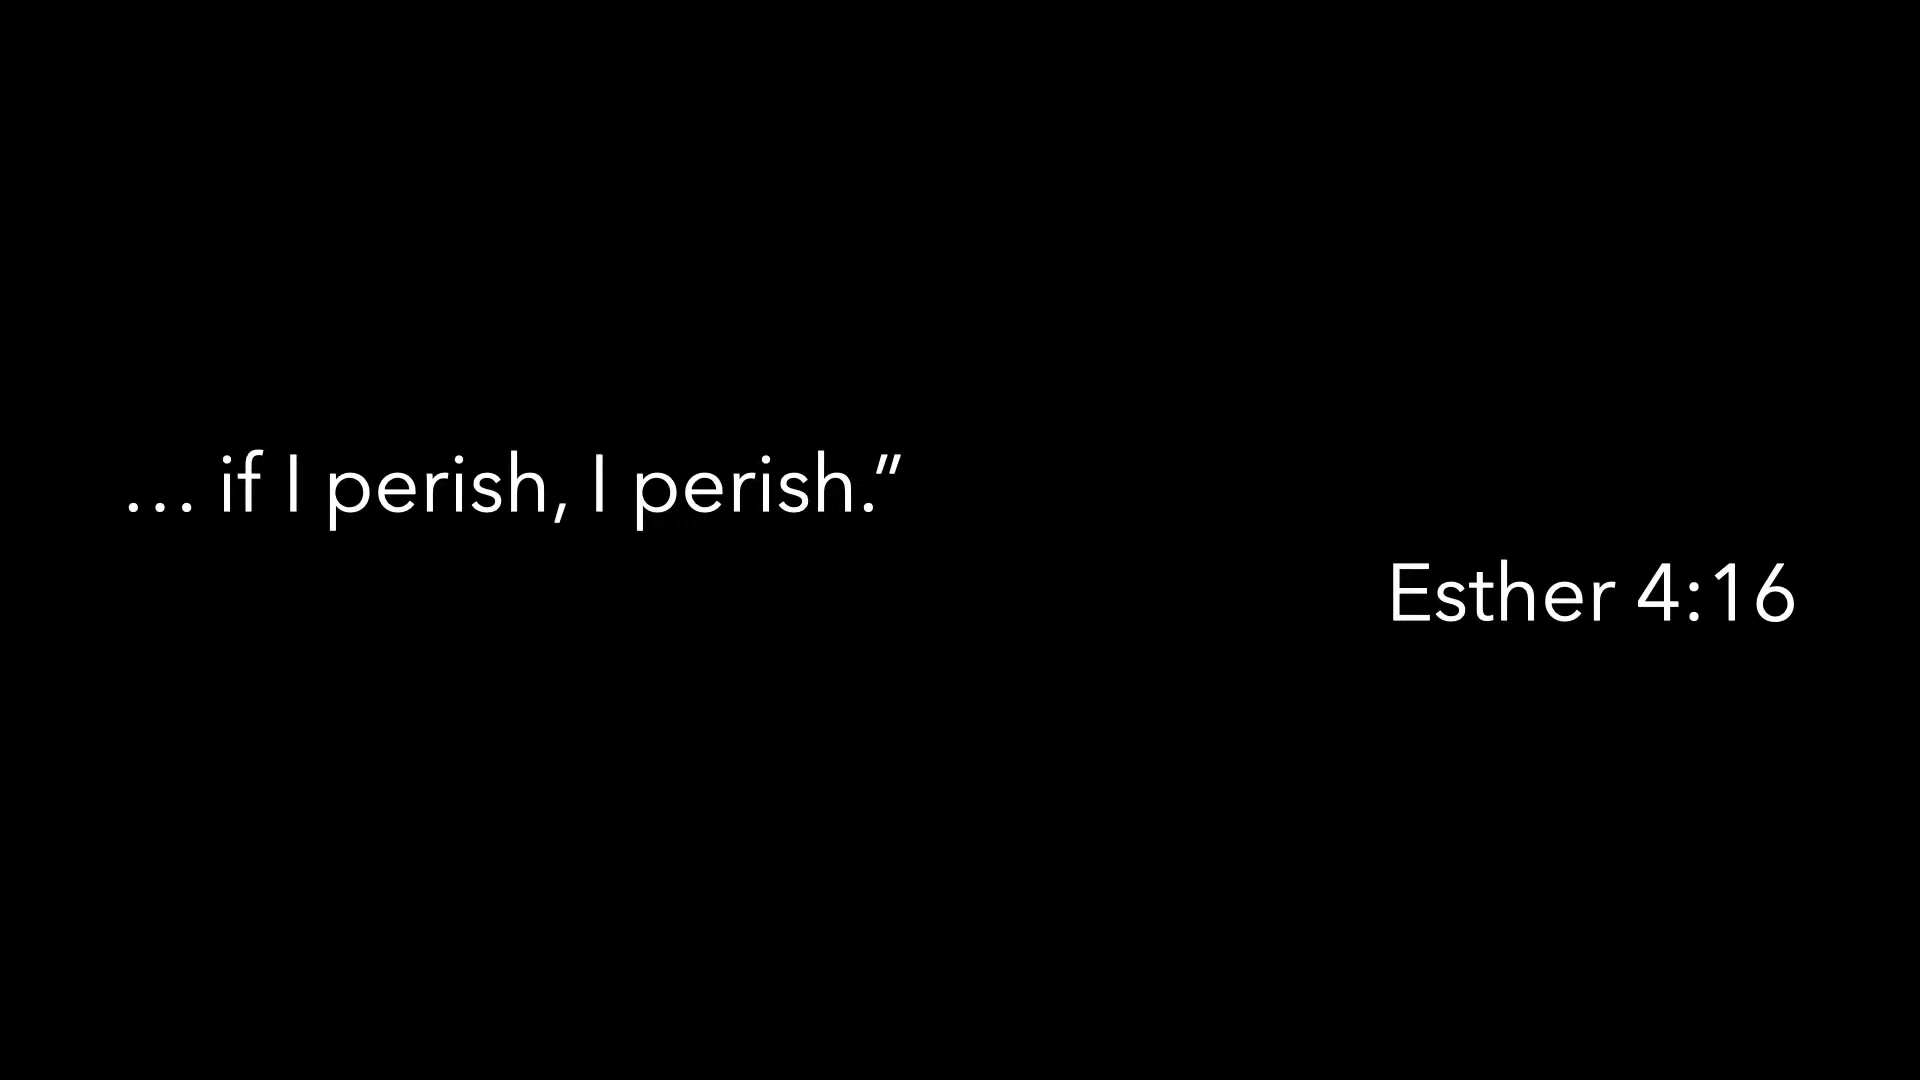 … if I perish, I perish.”
Esther 4:16